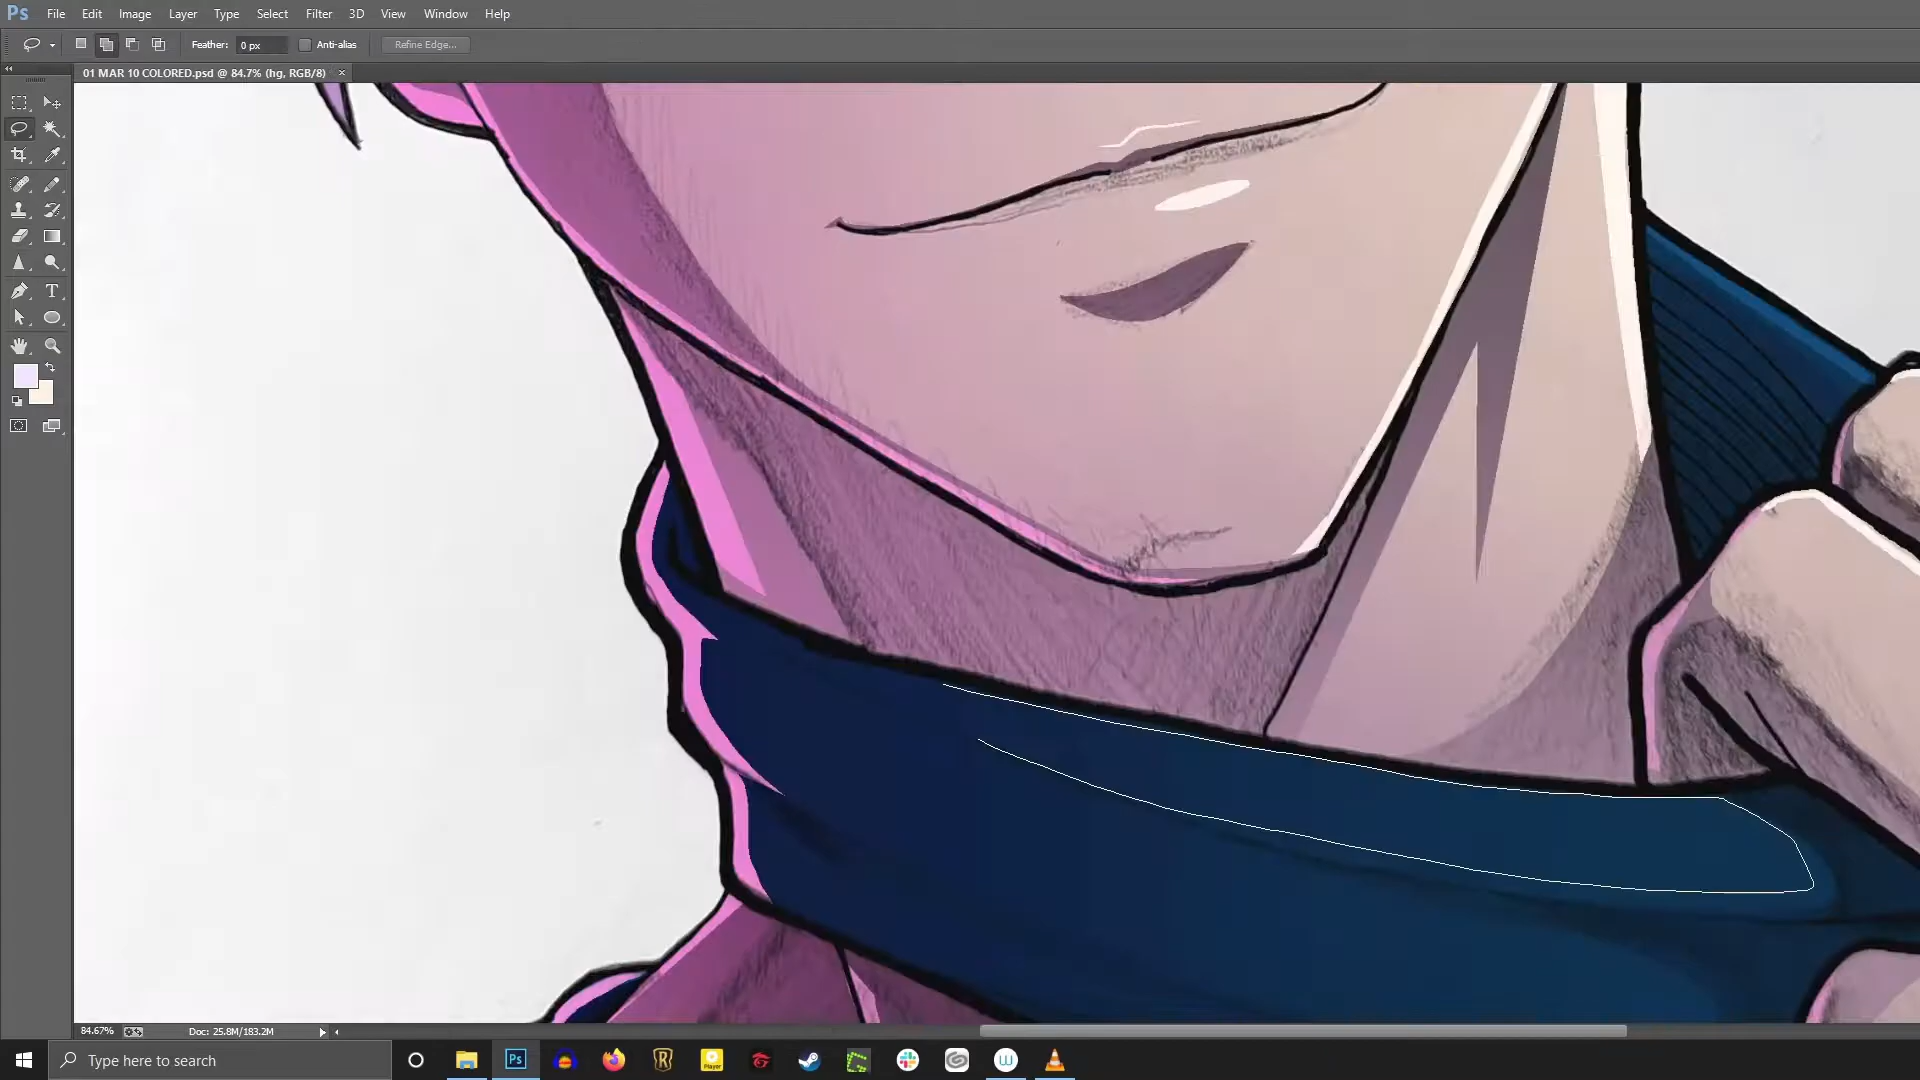 Ps File Edit Image Layer Type Select Filter 3D View Window Help
Feather: 0 px Anti-alias Refine Edge...
01 MAR 10 COLORED.psd @ 84.7% (hg, RGB/8) ×
T
84.67% Doc: 25.8M/183.2M
Type here to search
Ps
R
Player
W